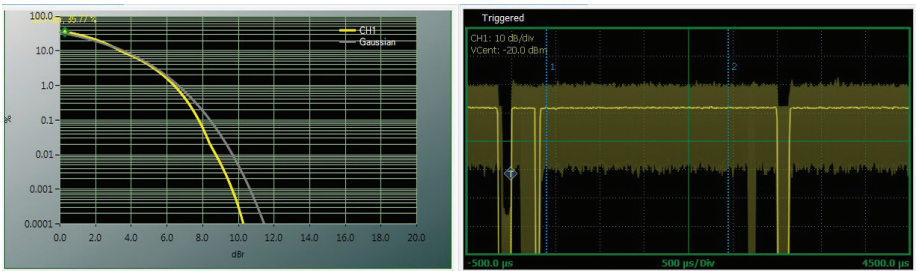 100.0
35.77 %
CH1
Gaussian
10.0
1.0
0.1
0.01
0.001
0.0001
%
0.0 2.0 4.0 6.0 8.0 10.0 12.0 14.0 16.0 18.0 20.0
dBr
Triggered
CH1: 10 dB/div
VCent: -20.0 dBm
1
2
T
-500.0 µs
500 µs/Div
4500.0 µs